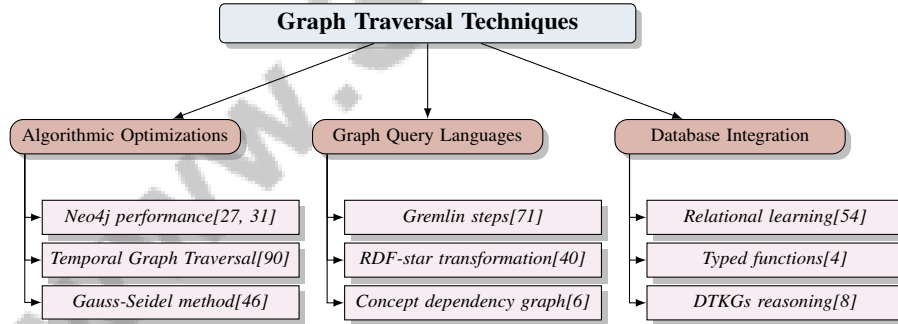 Graph Traversal Techniques
Algorithmic Optimizations
Graph Query Languages
Database Integration
Neo4j performance[27, 31]
Gremlin steps[71]
Relational learning[54]
Temporal Graph Traversal[90]
RDF-star transformation[40]
Typed functions[4]
Gauss-Seidel method[46]
Concept dependency graph[6]
DTKGs reasoning[8]